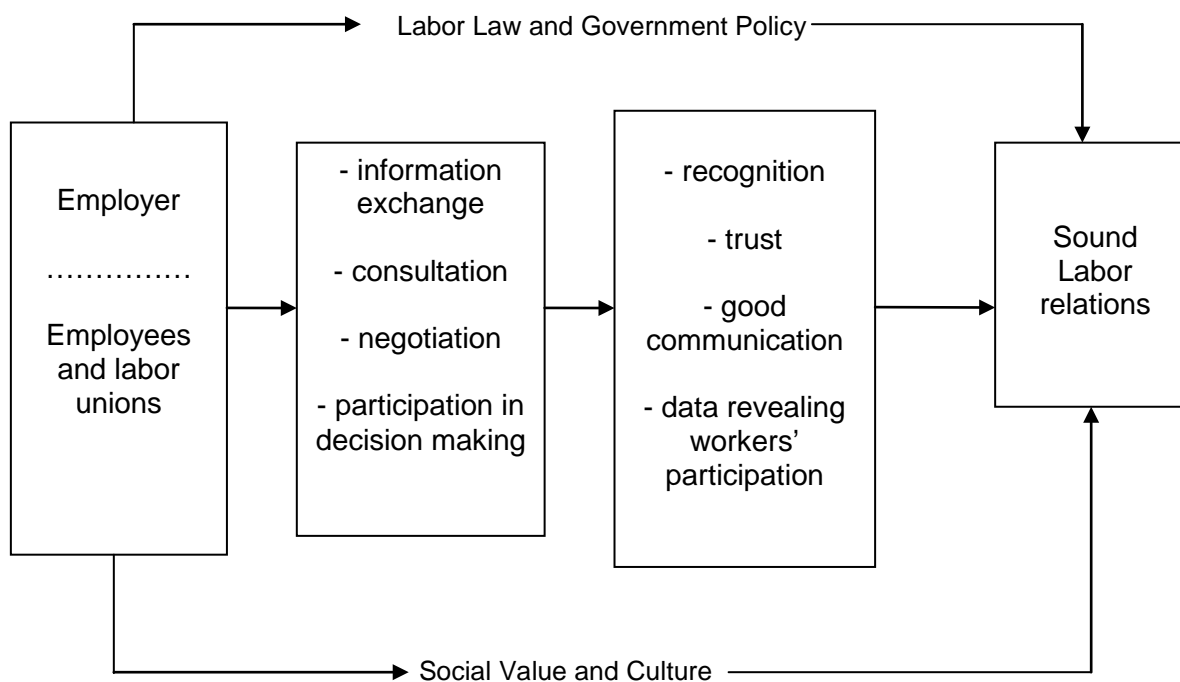 Labor Law and Government Policy
Employer
……………
Employees
and labor
unions
- information
exchange
- consultation
- negotiation
- participation in
decision making
- recognition
- trust
- good
communication
- data revealing
workers’
participation
Sound
Labor
relations
Social Value and Culture